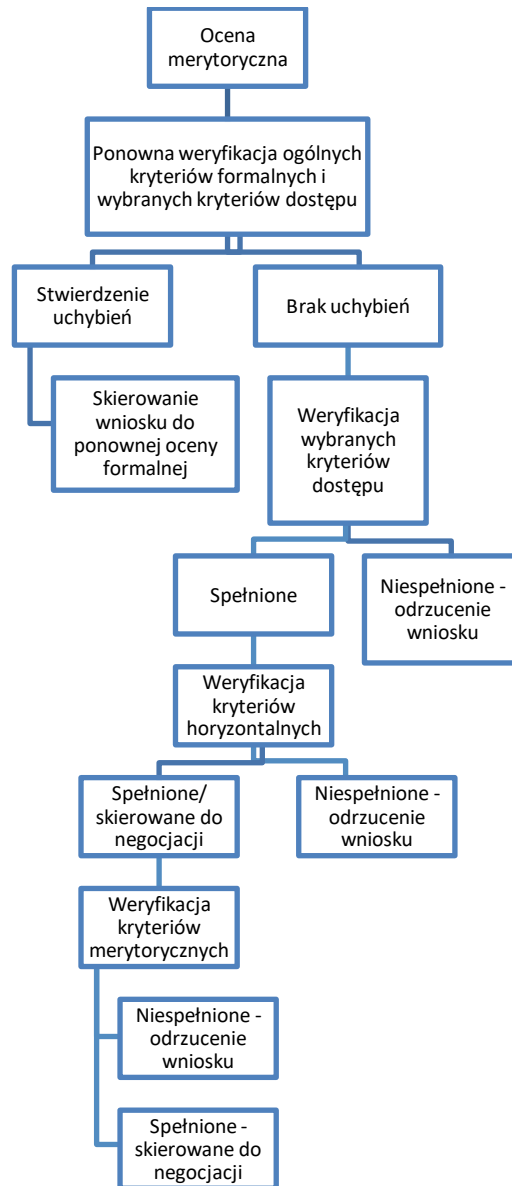 Ocena
merytoryczna
Ponowna weryfikacja ogólnych
kryteriów formalnych i
wybranych kryteriów dostępu
Stwierdzenie
uchybień
Brak uchybień
Skierowanie
wniosku do
ponownej oceny
formalnej
Weryfikacja
wybranych
kryteriów
dostępu
Spełnione
Niespełnione -
odrzucenie
wniosku
Weryfikacja
kryteriów
horyzontalnych
Spełnione/
skierowane do
negocjacji
Niespełnione -
odrzucenie
wniosku
Weryfikacja
kryteriów
merytorycznych
Niespełnione -
odrzucenie
wniosku
Spełnione -
skierowane do
negocjacji